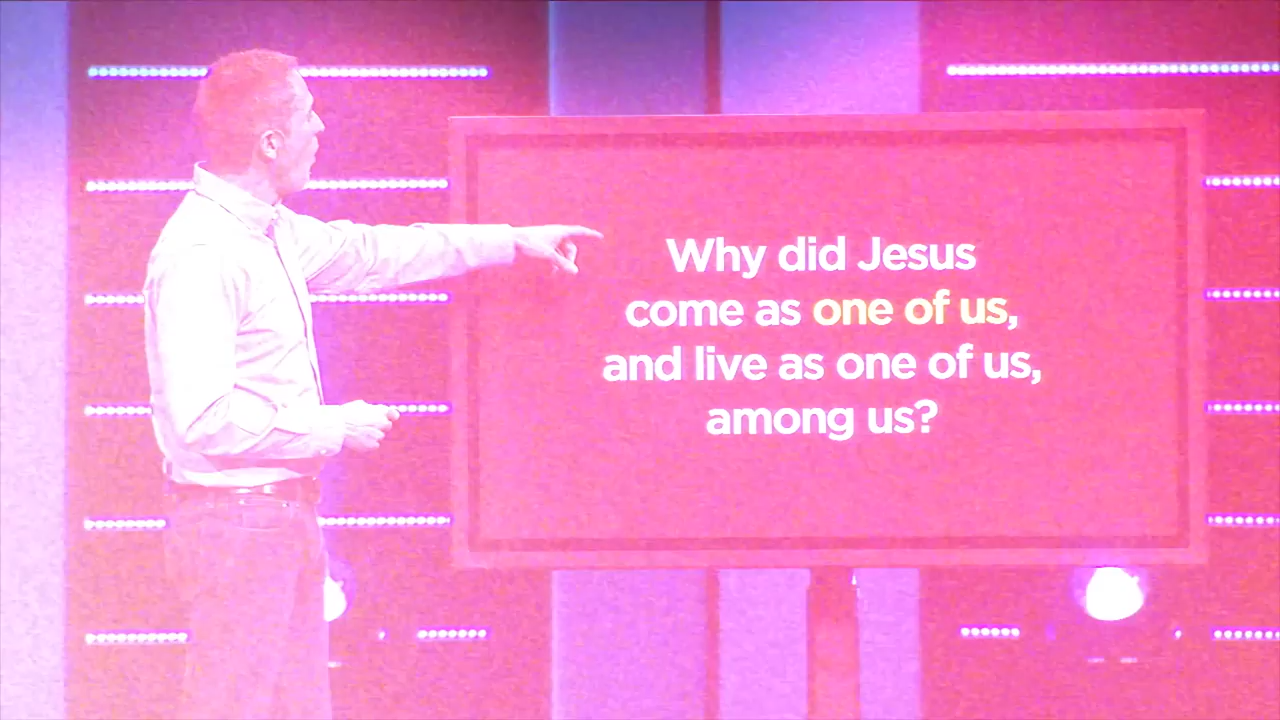 Why did Jesus
come as one of us,
and live as one of us,
among us?